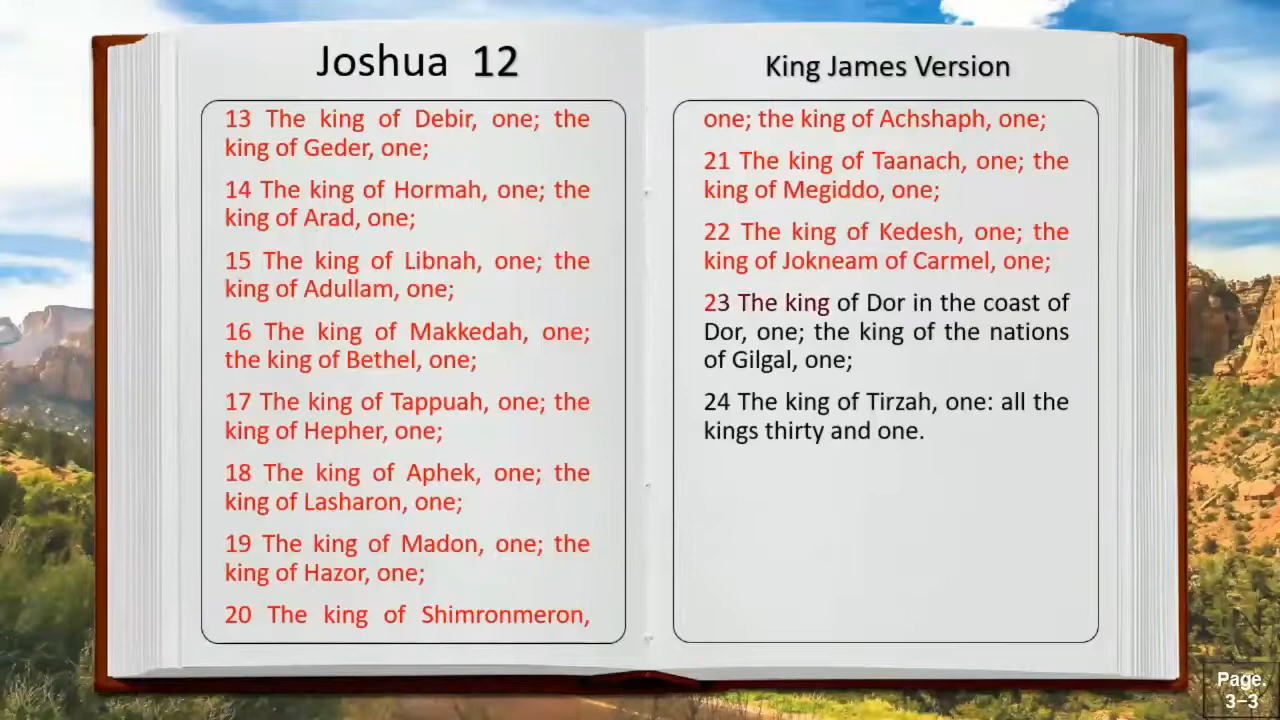 Joshua 12
13 The king of Debir, one; the
king of Geder, one;
14 The king of Hormah, one; the
king of Arad, one;
15 The king of Libnah, one; the
king of Adullam, one;
16 The king of Makkedah, one;
the king of Bethel, one;
17 The king of Tappuah, one; the
king of Hepher, one;
18 The king of Aphek, one; the
king of Lasharon, one;
19 The king of Madon, one; the
king of Hazor, one;
20 The king of Shimronmeron,
King James Version
one; the king of Achshaph, one;
21 The king of Taanach, one; the
king of Megiddo, one;
22 The king of Kedesh, one; the
king of Jokneam of Carmel, one;
23 The king of Dor in the coast of
Dor, one; the king of the nations
of Gilgal, one;
24 The king of Tirzah, one: all the
kings thirty and one.
Page.
3-3